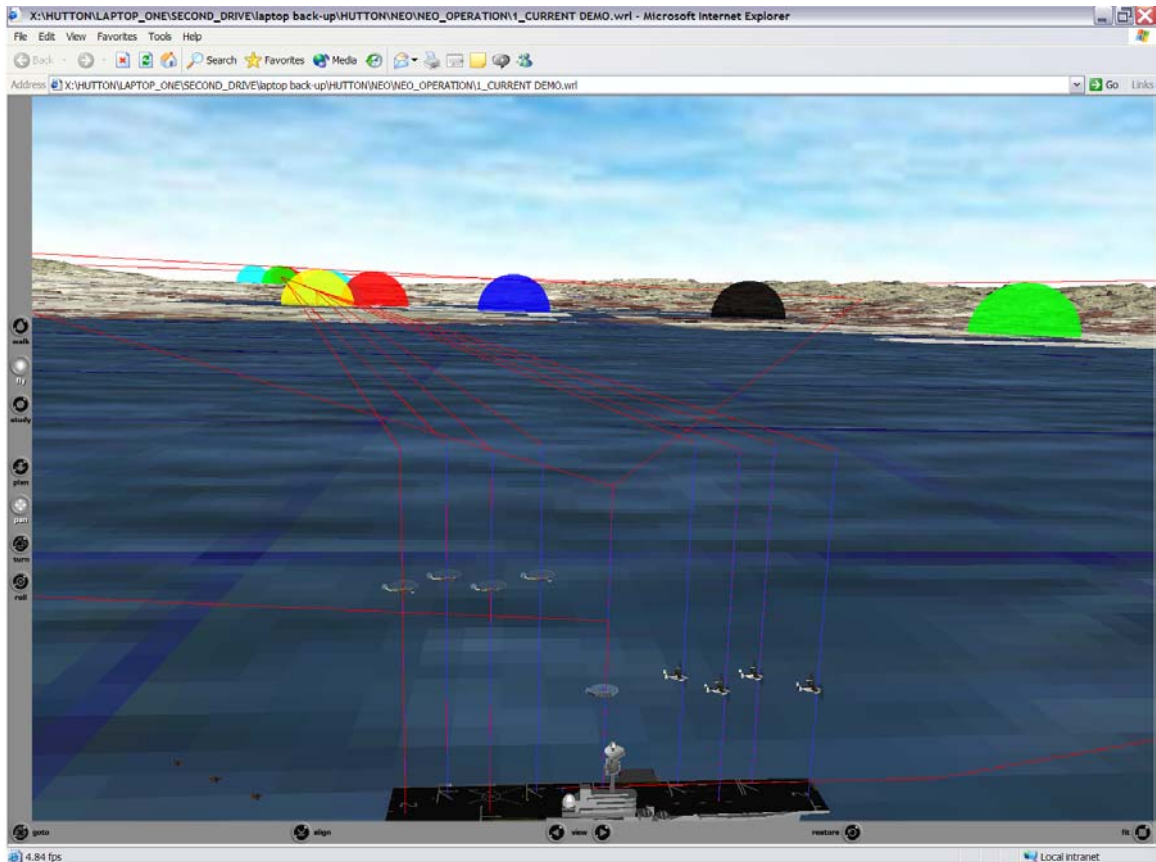 X:\HUTTON\LAPTOP_ONE\SECOND_DRIVE\laptop back-up\HUTTON\NEO\NEO_OPERATION\1_CURRENT DEMO.wrl - Microsoft Internet Explorer
File Edit View Favorites Tools Help
Back Search Favorites Media
Address X:\HUTTON\LAPTOP_ONE\SECOND_DRIVE\laptop back-up\HUTTON\NEO\NEO_OPERATION\1_CURRENT DEMO.wrl Go Links
walk
fly
study
plan
pan
turn
roll
goto align view restore fit
4.84 fps Local intranet